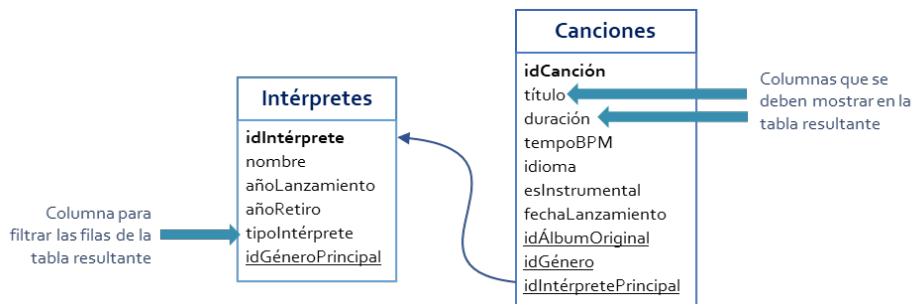 Canciones
idCanción
título
duración
tempoBPM
idioma
esInstrumental
fechaLanzamiento
idÁlbumOriginal
idGénero
idIntérpretePrincipal
Intérpretes
idIntérprete
nombre
añoLanzamiento
añoRetiro
tipoIntérprete
idGéneroPrincipal
Columnas que se
deben mostrar en la
tabla resultante
Columna para
filtrar las filas de la
tabla resultante